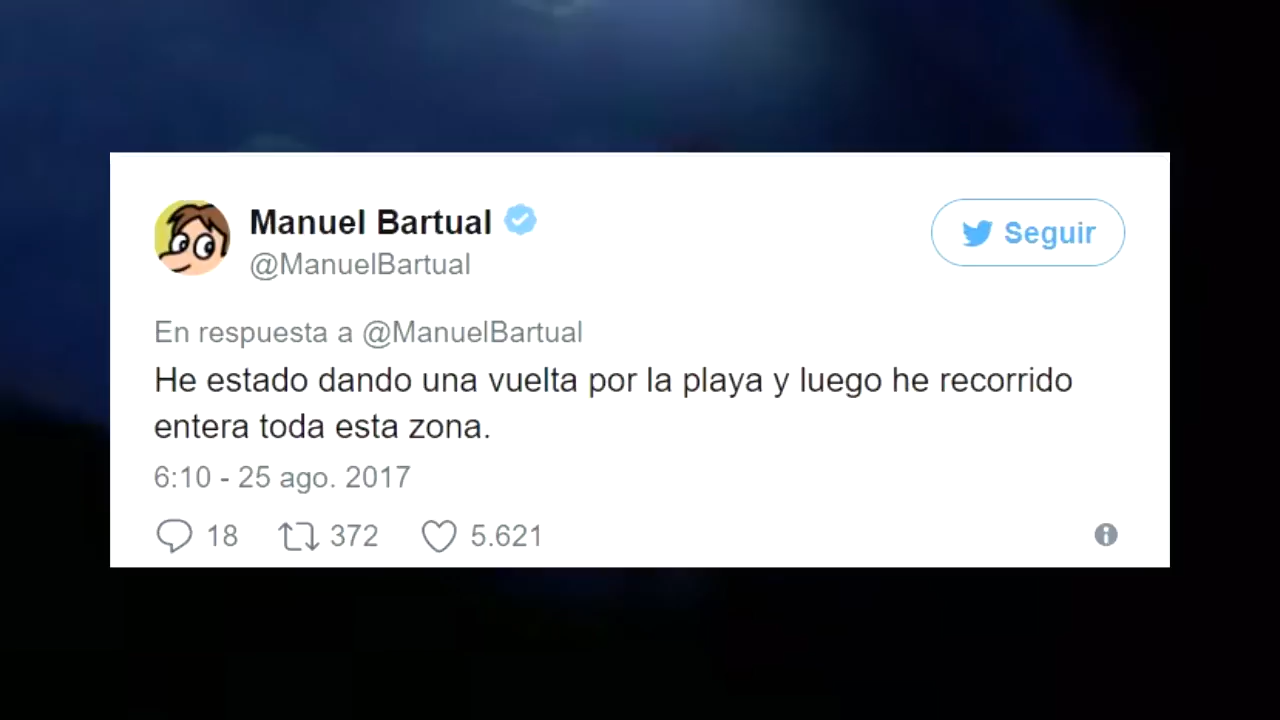 Manuel Bartual
@ManuelBartual
Seguir
En respuesta a @ManuelBartual
He estado dando una vuelta por la playa y luego he recorrido
entera toda esta zona.
6:10 - 25 ago. 2017
18 372 5.621